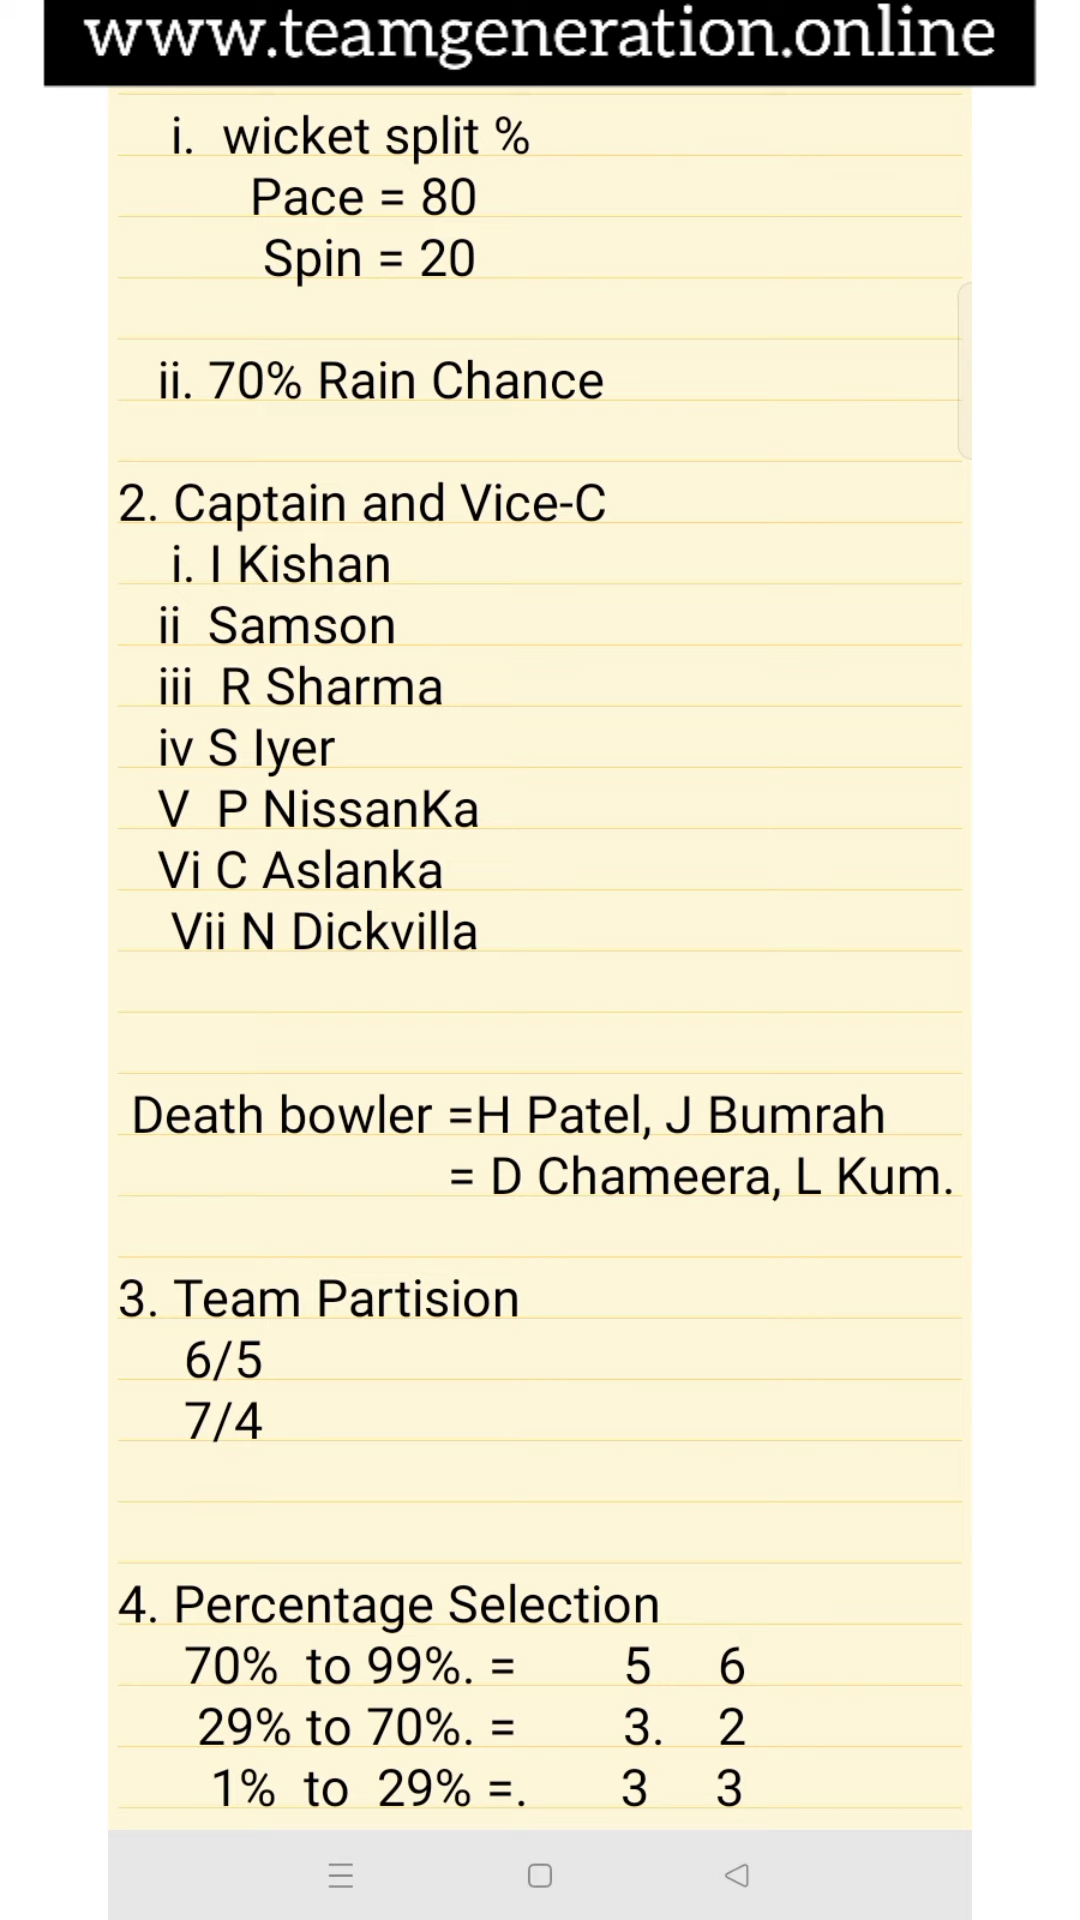 www.teamgeneration.online
i. wicket split %
Pace = 80
Spin = 20
ii. 70% Rain Chance
2. Captain and Vice-C
i. I Kishan
ii Samson
iii R Sharma
iv S Iyer
V P NissanKa
Vi C Aslanka
Vii N Dickvilla
Death bowler =H Patel, J Bumrah
= D Chameera, L Kum.
3. Team Partision
6/5
7/4
4. Percentage Selection
70% to 99%. = 5 6
29% to 70%. = 3. 2
1% to 29% =. 3 3